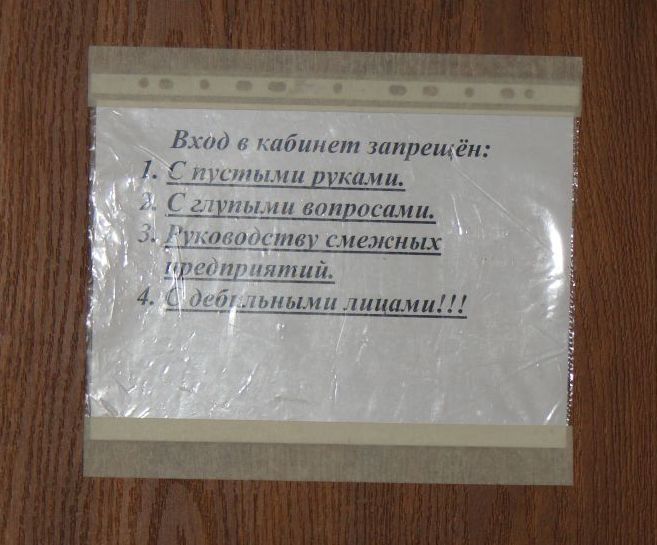 Вход в кабинет запрещён:
1. С пустыми руками.
2. С глупыми вопросами.
3. Руководству смежных
предприятий.
4. С дебильными лицами!!!